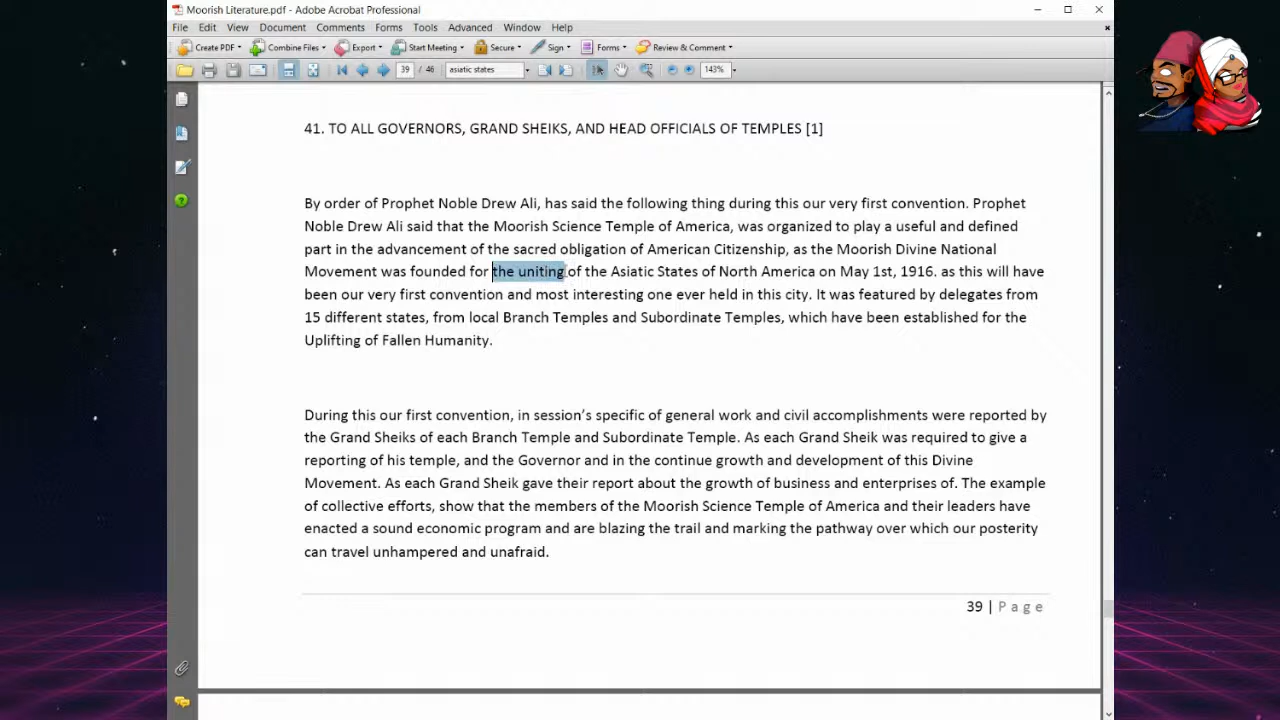 Moorish Literature.pdf - Adobe Acrobat Professional
File Edit View Document Comments Forms Tools Advanced Window Help
Create PDF Combine Files Export Start Meeting Secure Sign Forms Review & Comment
39 / 46 asiatic states 143%
41. TO ALL GOVERNORS, GRAND SHEIKS, AND HEAD OFFICIALS OF TEMPLES [1]
By order of Prophet Noble Drew Ali, has said the following thing during this our very first convention. Prophet
Noble Drew Ali said that the Moorish Science Temple of America, was organized to play a useful and defined
part in the advancement of the sacred obligation of American Citizenship, as the Moorish Divine National
Movement was founded for the uniting of the Asiatic States of North America on May 1st, 1916. as this will have
been our very first convention and most interesting one ever held in this city. It was featured by delegates from
15 different states, from local Branch Temples and Subordinate Temples, which have been established for the
Uplifting of Fallen Humanity.
During this our first convention, in session’s specific of general work and civil accomplishments were reported by
the Grand Sheiks of each Branch Temple and Subordinate Temple. As each Grand Sheik was required to give a
reporting of his temple, and the Governor and in the continue growth and development of this Divine
Movement. As each Grand Sheik gave their report about the growth of business and enterprises of. The example
of collective efforts, show that the members of the Moorish Science Temple of America and their leaders have
enacted a sound economic program and are blazing the trail and marking the pathway over which our posterity
can travel unhampered and unafraid.
39 | Page